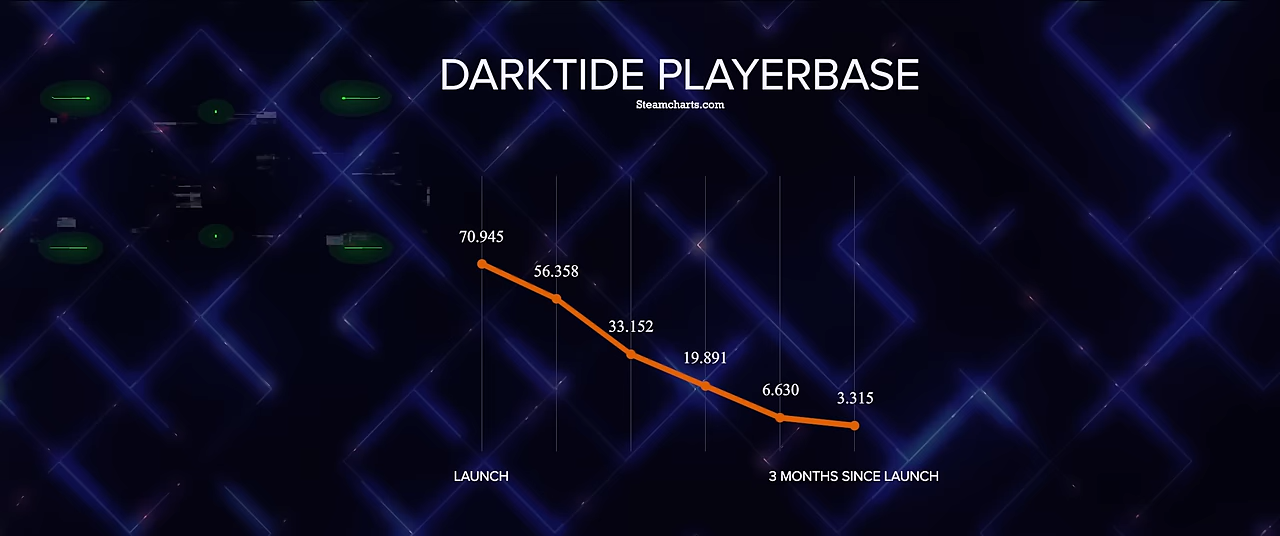 DARKTIDE PLAYERBASE
Steamcharts.com
70.945
56.358
33.152
19.891
6.630
3.315
LAUNCH
3 MONTHS SINCE LAUNCH